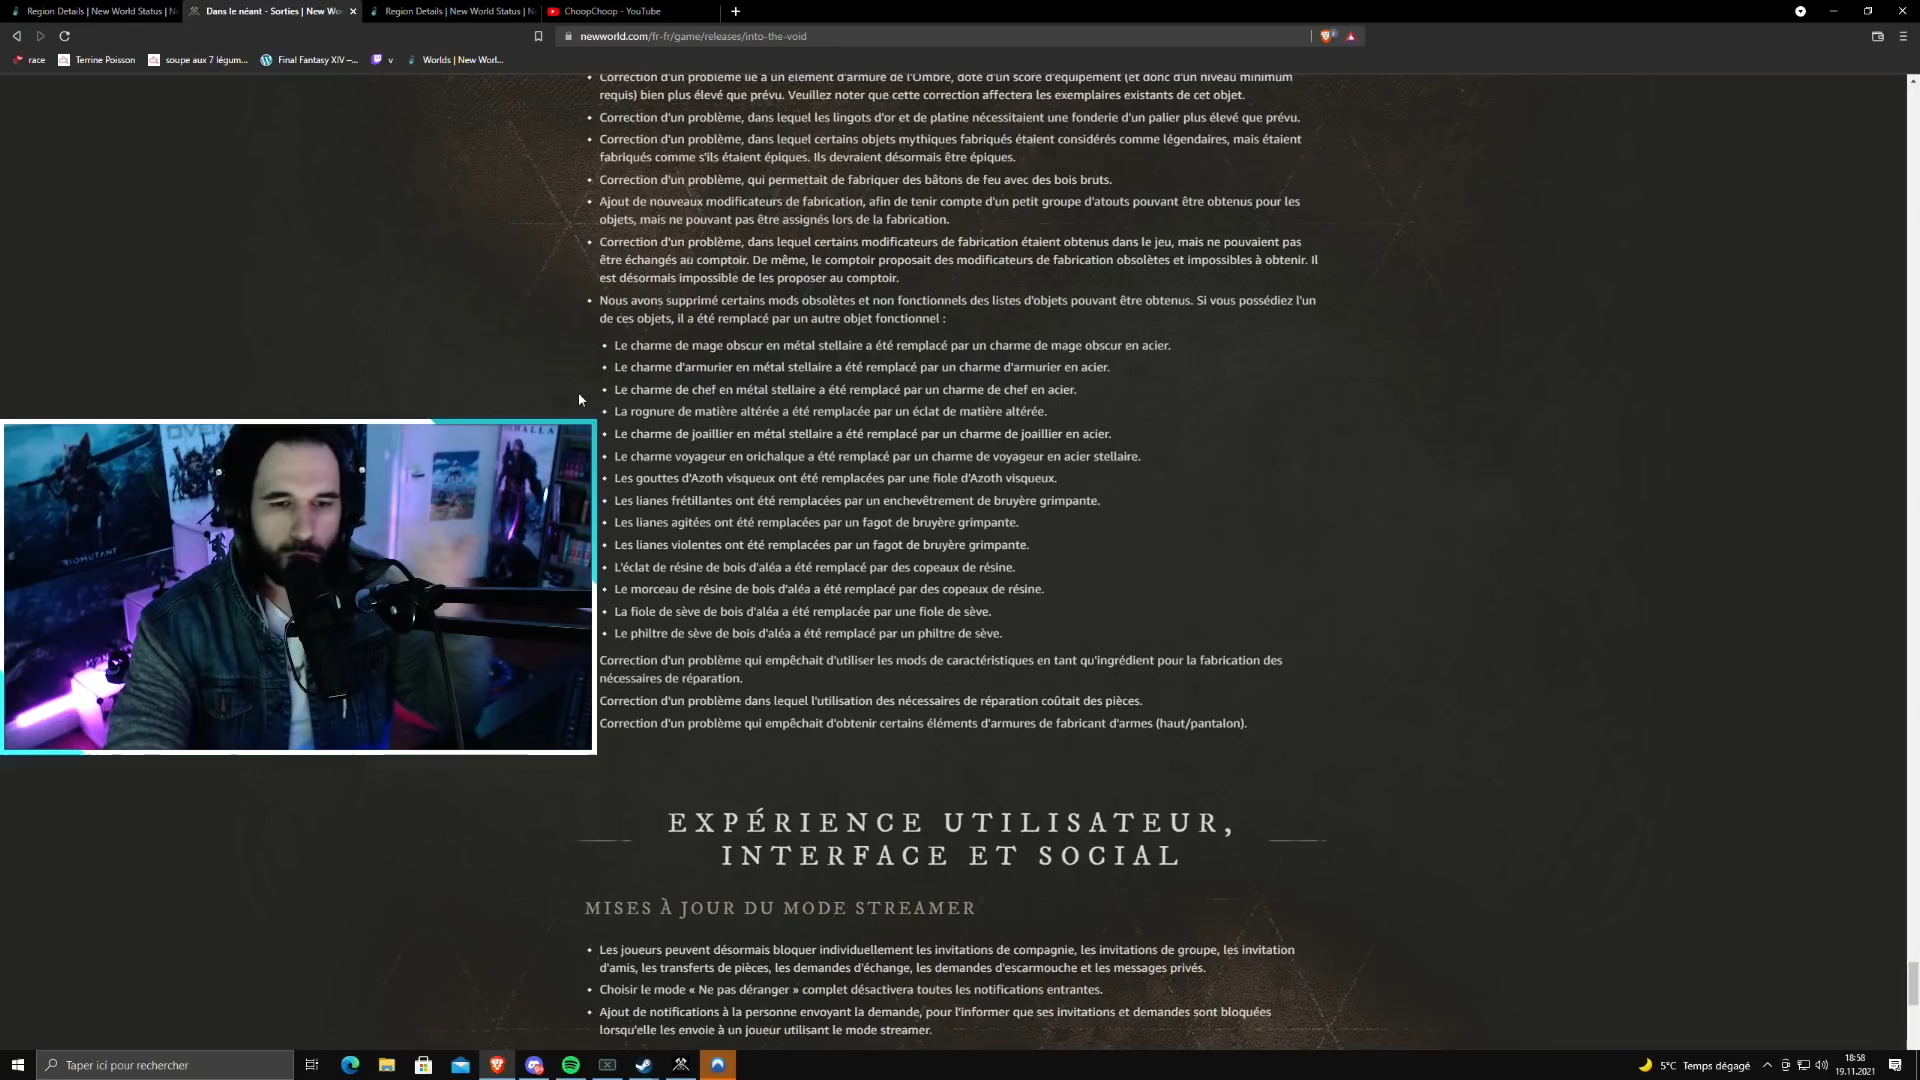 Region Details | New World Status | N
Dans le néant - Sorties | New Wo
Region Details | New World Status | N
ChoopChoop - YouTube
newworld.com/fr-fr/game/releases/into-the-void
race
Terrine Poisson
soupe aux 7 légum...
Final Fantasy XIV –...
v
Worlds | New Worl...
Correction d'un problème lié à un élément d'armure de l'Ombre, doté d'un score d'équipement (et donc d'un niveau minimum
requis) bien plus élevé que prévu. Veuillez noter que cette correction affectera les exemplaires existants de cet objet.
• Correction d'un problème, dans lequel les lingots d'or et de platine nécessitaient une fonderie d'un palier plus élevé que prévu.
• Correction d'un problème, dans lequel certains objets mythiques fabriqués étaient considérés comme légendaires, mais étaient
fabriqués comme s'ils étaient épiques. Ils devraient désormais être épiques.
• Correction d'un problème, qui permettait de fabriquer des bâtons de feu avec des bois bruts.
• Ajout de nouveaux modificateurs de fabrication, afin de tenir compte d'un petit groupe d'atouts pouvant être obtenus pour les
objets, mais ne pouvant pas être assignés lors de la fabrication.
• Correction d'un problème, dans lequel certains modificateurs de fabrication étaient obtenus dans le jeu, mais ne pouvaient pas
être échangés au comptoir. De même, le comptoir proposait des modificateurs de fabrication obsolètes et impossibles à obtenir. Il
est désormais impossible de les proposer au comptoir.
• Nous avons supprimé certains mods obsolètes et non fonctionnels des listes d'objets pouvant être obtenus. Si vous possédiez l'un
de ces objets, il a été remplacé par un autre objet fonctionnel :
• Le charme de mage obscur en métal stellaire a été remplacé par un charme de mage obscur en acier.
• Le charme d'armurier en métal stellaire a été remplacé par un charme d'armurier en acier.
• Le charme de chef en métal stellaire a été remplacé par un charme de chef en acier.
• La rognure de matière altérée a été remplacée par un éclat de matière altérée.
• Le charme de joaillier en métal stellaire a été remplacé par un charme de joaillier en acier.
• Le charme voyageur en orichalque a été remplacé par un charme de voyageur en acier stellaire.
• Les gouttes d'Azoth visqueux ont été remplacées par une fiole d'Azoth visqueux.
• Les lianes frétillantes ont été remplacées par un enchevêtrement de bruyère grimpante.
• Les lianes agitées ont été remplacées par un fagot de bruyère grimpante.
• Les lianes violentes ont été remplacées par un fagot de bruyère grimpante.
• L'éclat de résine de bois d'aléa a été remplacé par des copeaux de résine.
• Le morceau de résine de bois d'aléa a été remplacé par des copeaux de résine.
• La fiole de sève de bois d'aléa a été remplacée par une fiole de sève.
• Le philtre de sève de bois d'aléa a été remplacé par un philtre de sève.
Correction d'un problème qui empêchait d'utiliser les mods de caractéristiques en tant qu'ingrédient pour la fabrication des
nécessaires de réparation.
Correction d'un problème dans lequel l'utilisation des nécessaires de réparation coûtait des pièces.
Correction d'un problème qui empêchait d'obtenir certains éléments d'armures de fabricant d'armes (haut/pantalon).
EXPÉRIENCE UTILISATEUR,
INTERFACE ET SOCIAL
MISES À JOUR DU MODE STREAMER
• Les joueurs peuvent désormais bloquer individuellement les invitations de compagnie, les invitations de groupe, les invitation
d'amis, les transferts de pièces, les demandes d'échange, les demandes d'escarmouche et les messages privés.
• Choisir le mode « Ne pas déranger » complet désactivera toutes les notifications entrantes.
• Ajout de notifications à la personne envoyant la demande, pour l'informer que ses invitations et demandes sont bloquées
lorsqu'elle les envoie à un joueur utilisant le mode streamer.
Taper ici pour rechercher
5°C Temps dégagé
18:58
19.11.2021